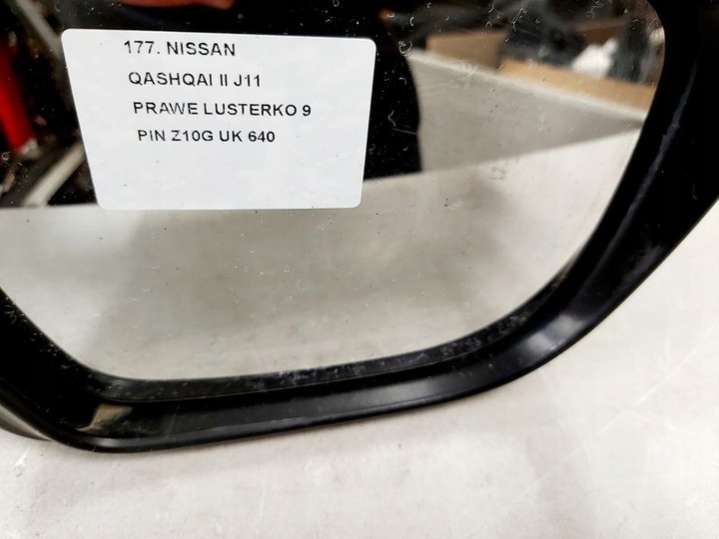 177. NISSAN
QASHQAI II J11
PRAWE LUSTERKO 9
PIN Z10G UK 640